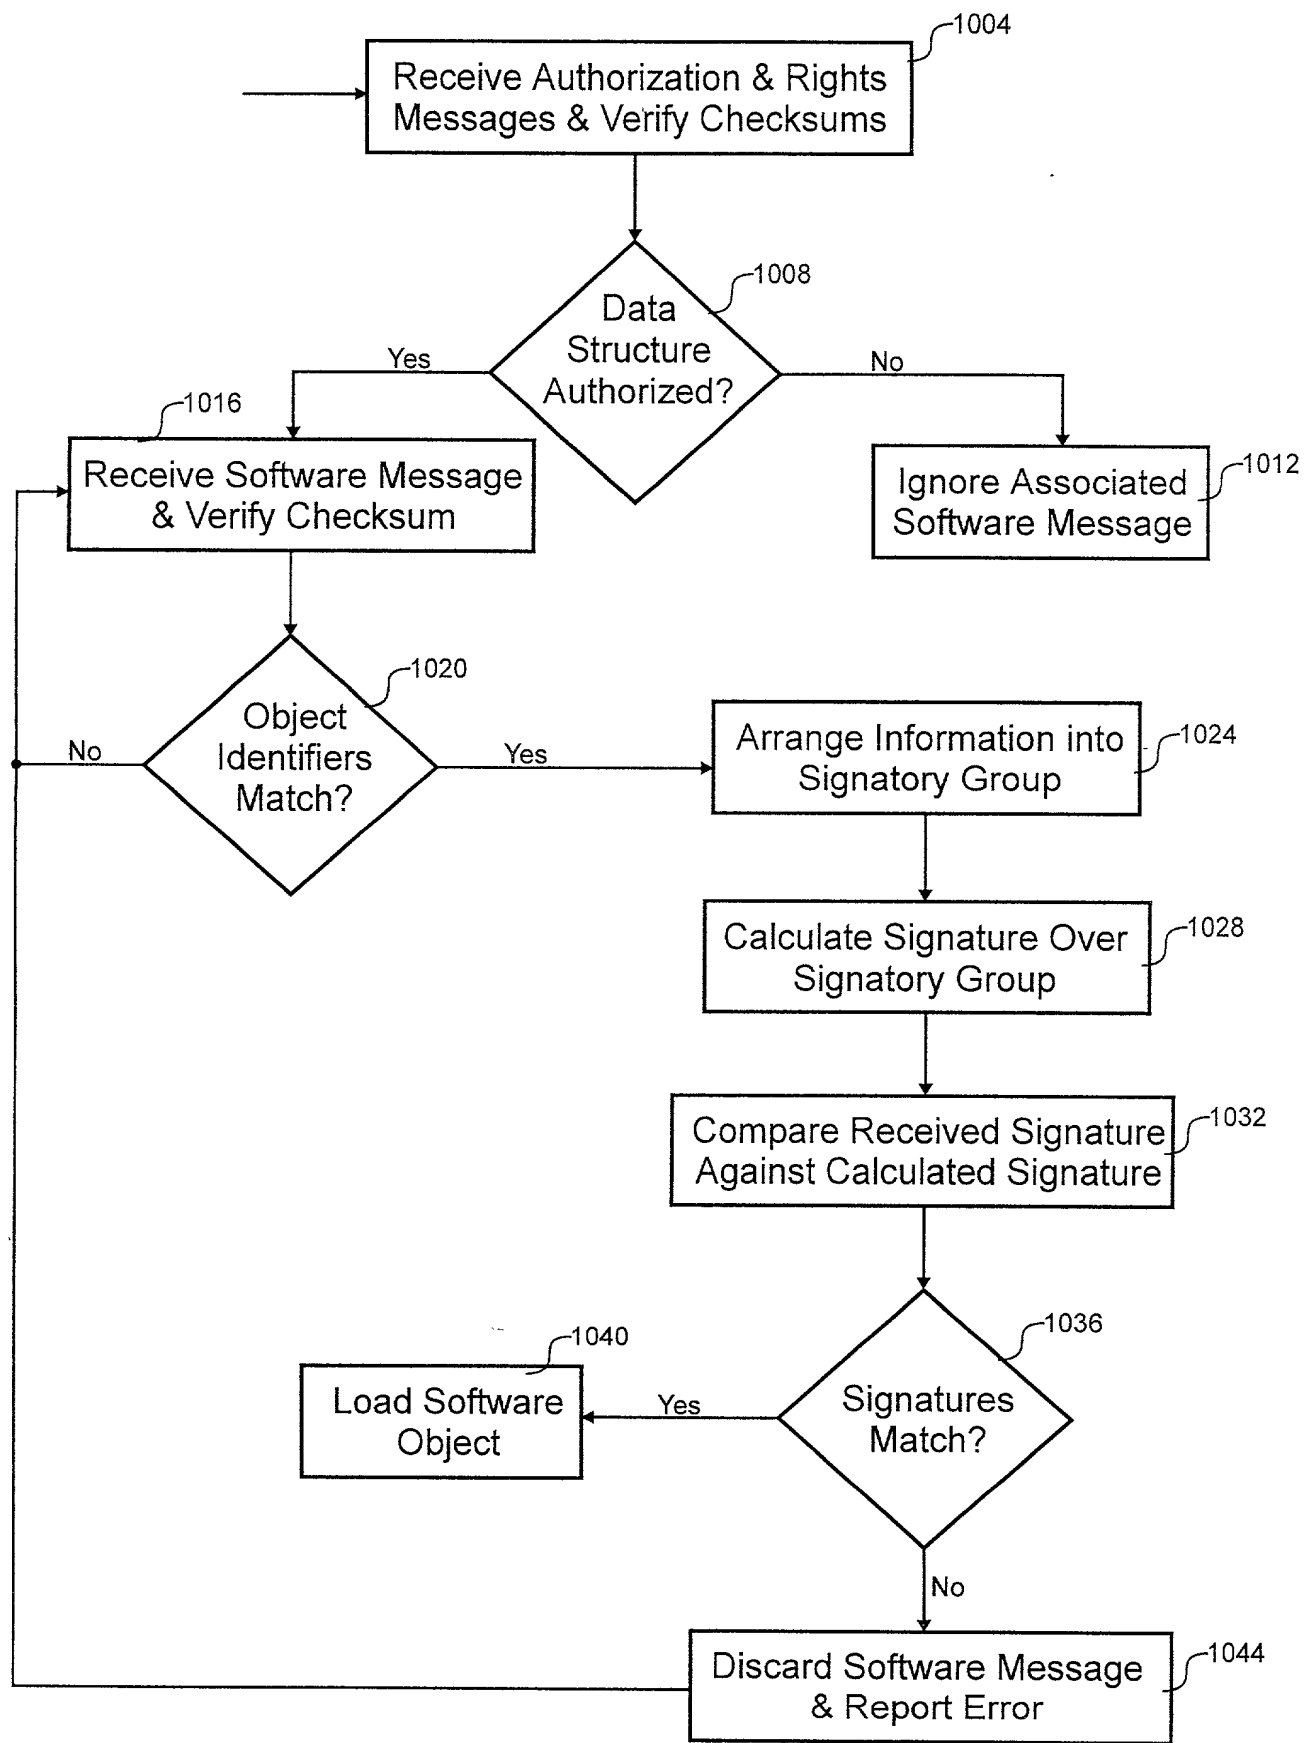 1004
Receive Authorization & Rights
Messages & Verify Checksums
1008
Data
Structure
Authorized?
Yes
No
1016
Receive Software Message
& Verify Checksum
1012
Ignore Associated
Software Message
1020
Object
Identifiers
Match?
No
Yes
1024
Arrange Information into
Signatory Group
1028
Calculate Signature Over
Signatory Group
1032
Compare Received Signature
Against Calculated Signature
1036
Signatures
Match?
1040
Load Software
Object
Yes
No
1044
Discard Software Message
& Report Error